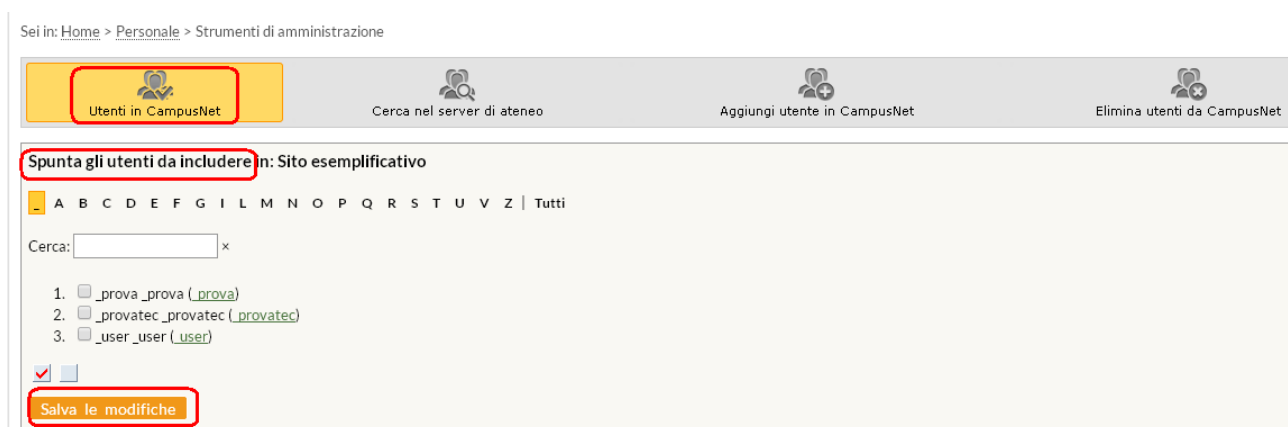 Sei in: Home > Personale > Strumenti di amministrazione
Utenti in CampusNet Cerca nel server di ateneo Aggiungi utente in CampusNet Elimina utenti da CampusNet
Spunta gli utenti da includere in: Sito esemplificativo
_ A B C D E F G I L M N O P Q R S T U V Z | Tutti
Cerca: ×
1. _prova _prova (_prova)
2. _provatec _provatec (_provatec)
3. _user _user (_user)
Salva le modifiche